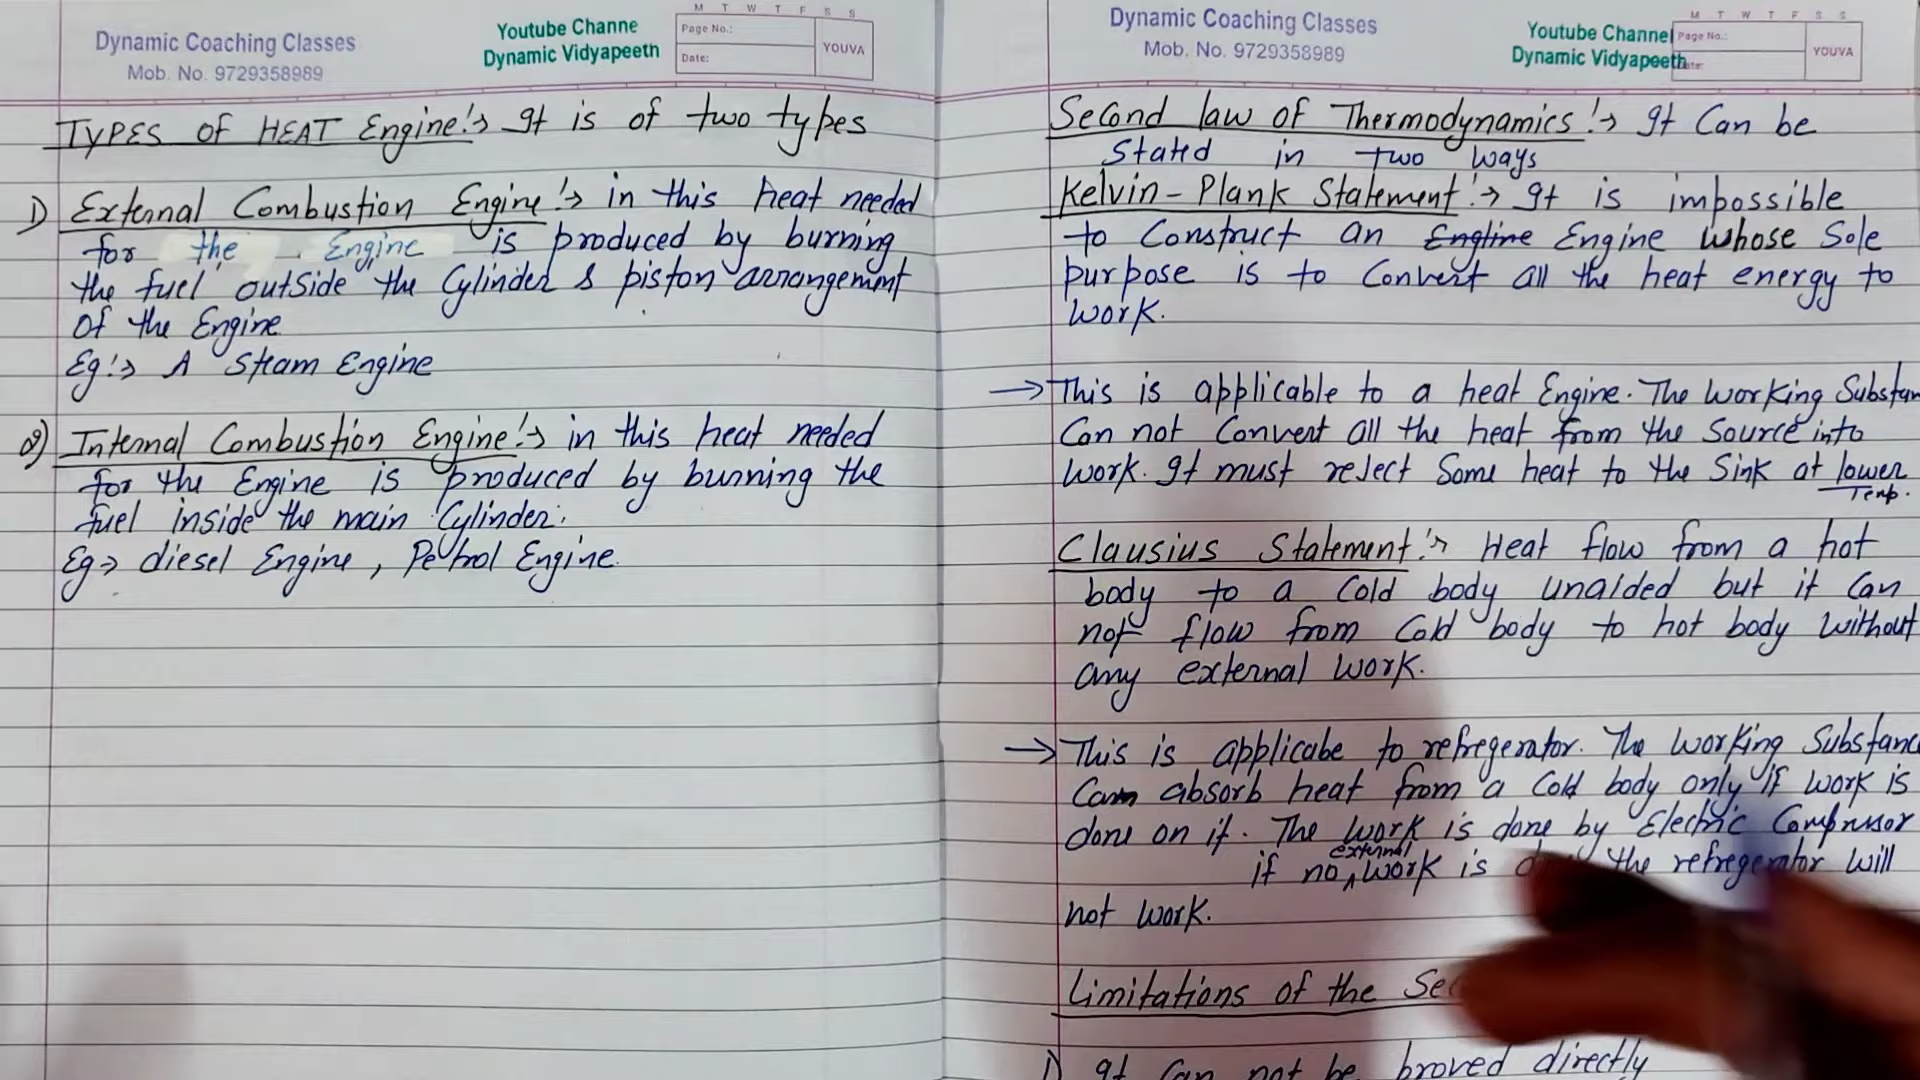 Dynamic Coaching Classes
Mob. No. 9729358989
Youtube Channe
Dynamic Vidyapeeth
M T W T F S S
Page No.:
Date:
YOUVA
TYPES OF HEAT Engine:→ It is of two types
1) External Combustion Engine:→ in this heat needed
for the Engine is produced by burning
the fuel outside the Cylinder & piston arrangement
Of the Engine
Eg:→ A Steam Engine
2) Internal Combustion Engine:→ in this heat needed
for the Engine is produced by burning the
fuel inside the main Cylinder.
Eg→ diesel Engine, Petrol Engine.
Dynamic Coaching Classes
Mob. No. 9729358989
Youtube Channel
Dynamic Vidyapeeth
M T W T F S S
Page No.:
Date:
YOUVA
Second law of Thermodynamics:→ It Can be
Stated in two ways
Kelvin-Plank Statement:→ It is impossible
to Construct an Engine Engine whose Sole
purpose is to Convert all the heat energy to
work.
→ This is applicable to a heat Engine. The Working Substan
Can not Convert all the heat from the Source into
work. It must reject Some heat to the Sink at lower
Temp.
Clausius Statement:→ Heat flow from a hot
body to a Cold body unaided but it Can
not flow from Cold body to hot body without
any external work.
→ This is applicabe to refregerator. The Working Substanc
Can absorb heat from a Cold body only if work is
done on it. The work is done by Electric Compressor
if no external work is the refregerator will
not work.
Limitations of the
1) It Can not be proved directly